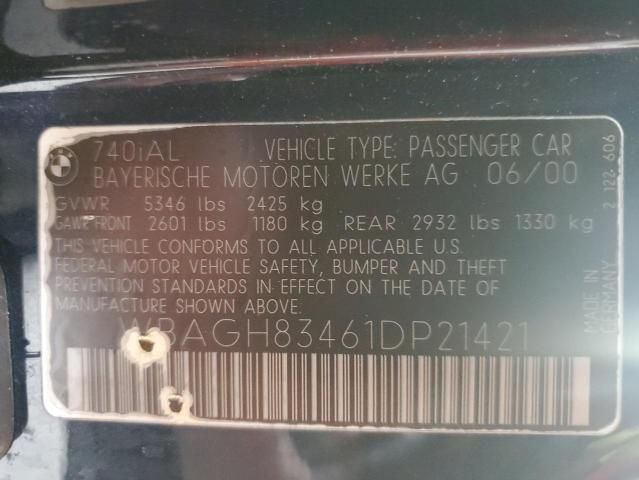 740iAL VEHICLE TYPE: PASSENGER CAR
BAYERISCHE MOTOREN WERKE AG 06/00
GVWR 5346 lbs 2425 kg
GAWR FRONT 2601 lbs 1180 kg REAR 2932 lbs 1330 kg
THIS VEHICLE CONFORMS TO ALL APPLICABLE U.S.
FEDERAL MOTOR VEHICLE SAFETY, BUMPER AND THEFT
PREVENTION STANDARDS IN EFFECT ON THE DATE OF
MANUFACTURE SHOWN ABOVE.
WBAGH83461DP21421
2 122 606
MADE IN
GERMANY